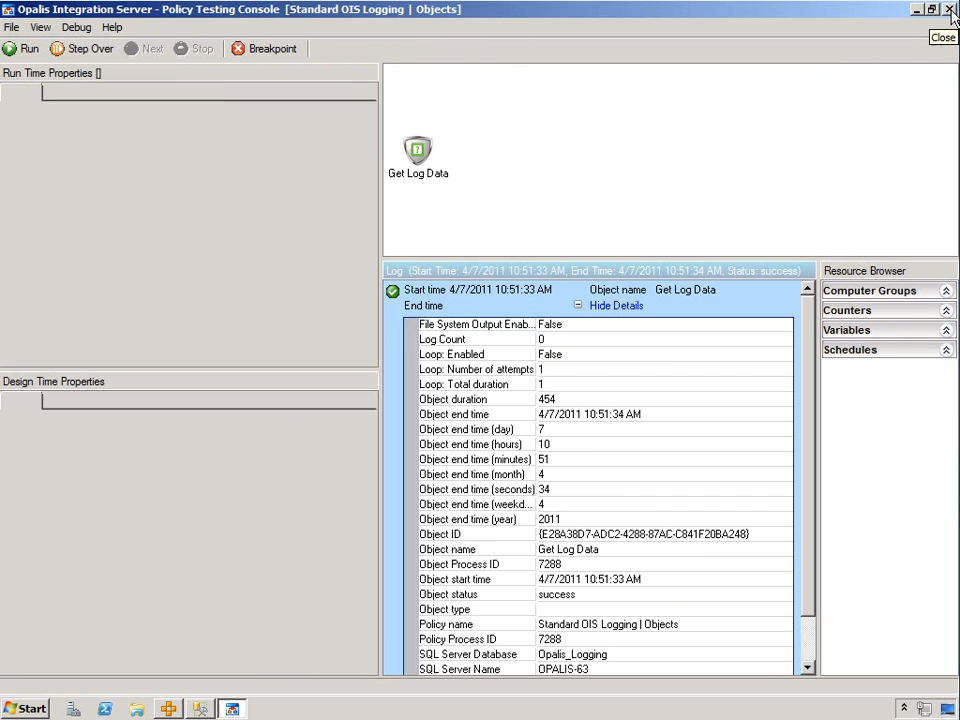 Opalis Integration Server - Policy Testing Console  [Standard OIS Logging | Objects]
Close
File View Debug Help
Run Step Over Next Stop Breakpoint
Run Time Properties []
Get Log Data
Log (Start Time: 4/7/2011 10:51:33 AM, End Time: 4/7/2011 10:51:34 AM, Status: success)
Start time 4/7/2011 10:51:33 AM Object name Get Log Data
End time Hide Details
File System Output Enab... False
Log Count 0
Loop: Enabled False
Loop: Number of attempts 1
Loop: Total duration 1
Object duration 454
Object end time 4/7/2011 10:51:34 AM
Object end time (day) 7
Object end time (hours) 10
Object end time (minutes) 51
Object end time (month) 4
Object end time (seconds) 34
Object end time (weekd... 4
Object end time (year) 2011
Object ID {E28A38D7-ADC2-4288-87AC-C841F20BA248}
Object name Get Log Data
Object Process ID 7288
Object start time 4/7/2011 10:51:33 AM
Object status success
Object type
Policy name Standard OIS Logging | Objects
Policy Process ID 7288
SQL Server Database Opalis_Logging
SQL Server Name OPALIS-63
Resource Browser
Computer Groups
Counters
Variables
Schedules
Design Time Properties
Start